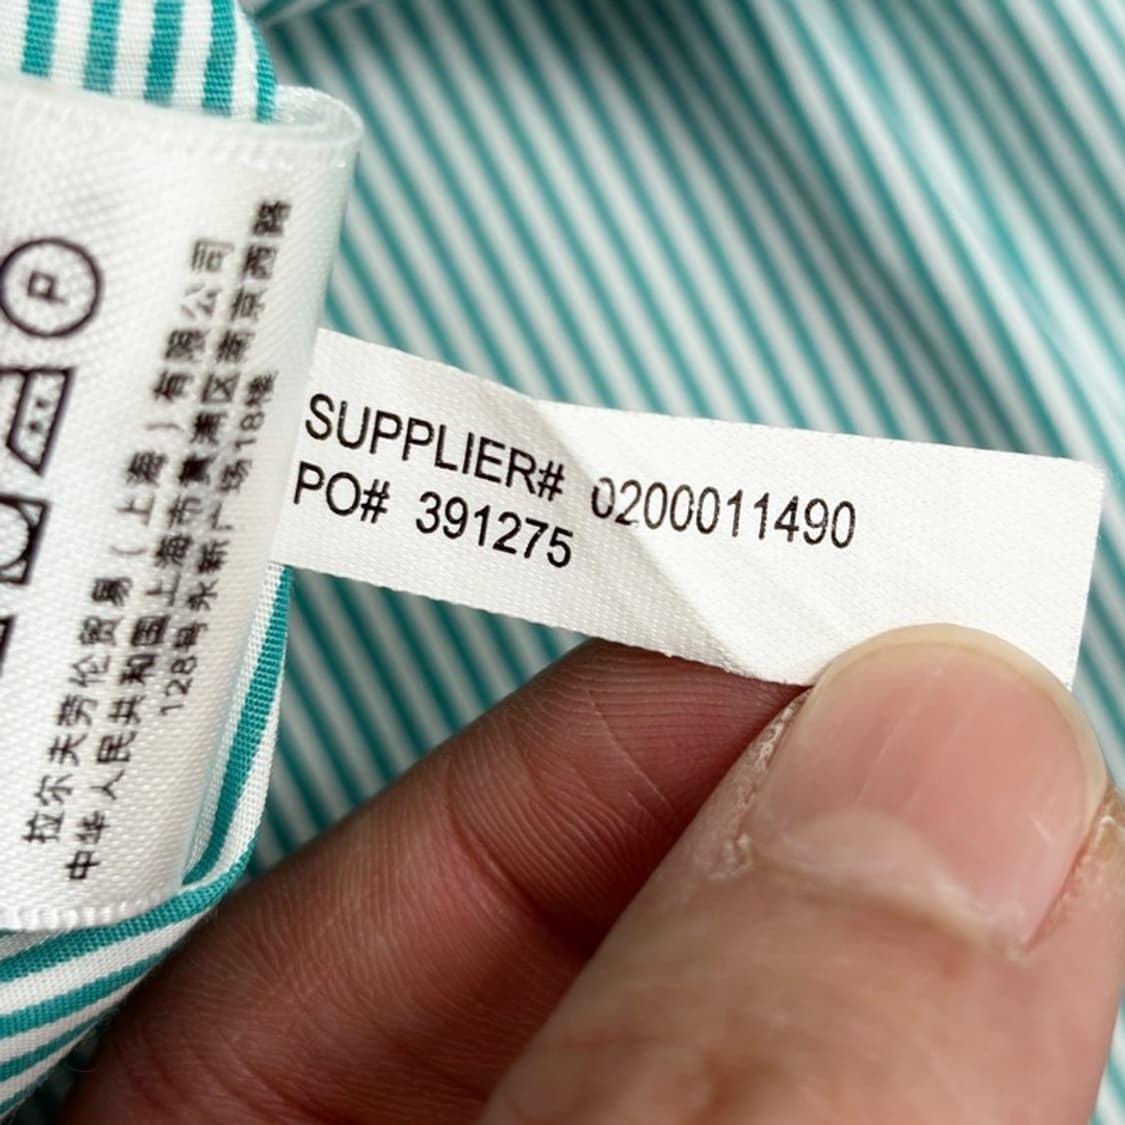 SUPPLIER# 0200011490
PO# 391275
拉尔夫劳伦贸易(上海)有限公司
中华人民共和国上海市黄浦区南京西路
128号永新广场18楼
P